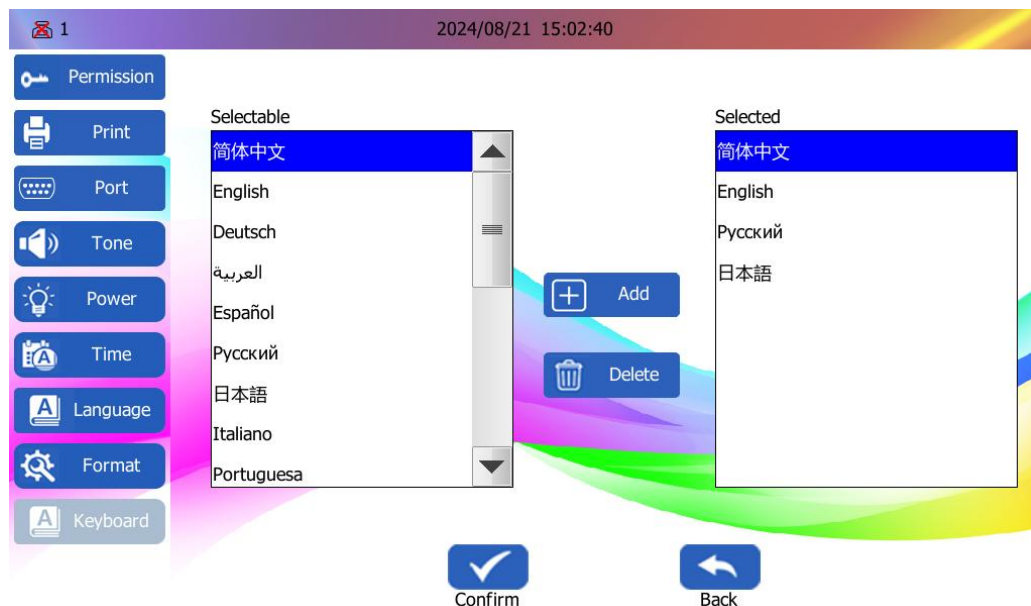 1
2024/08/21 15:02:40
Permission
Print
Port
Tone
Power
Time
Language
Format
Keyboard
Selectable
简体中文
English
Deutsch
العربية
Español
Русский
日本語
Italiano
Portuguesa
Add
Delete
Selected
简体中文
English
Русский
日本語
Confirm
Back